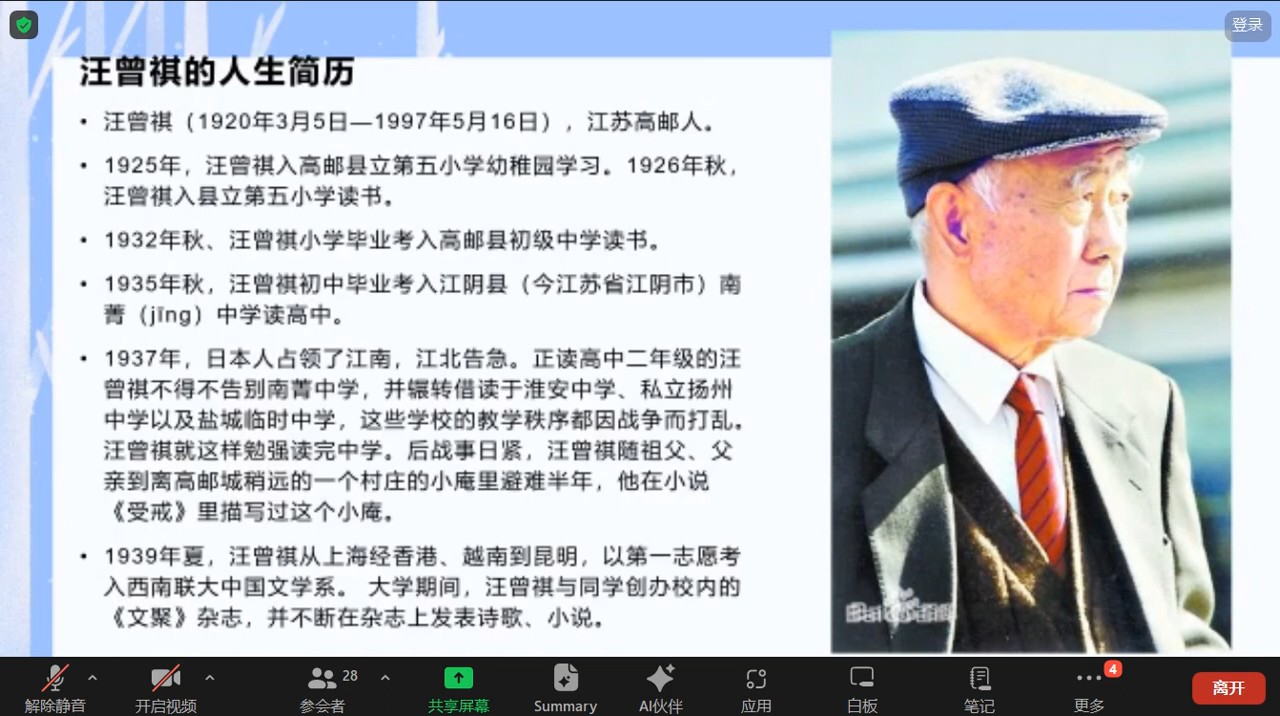 登录
汪曾祺的人生简历
• 汪曾祺（1920年3月5日—1997年5月16日），江苏高邮人。
• 1925年，汪曾祺入高邮县立第五小学幼稚园学习。1926年秋，
汪曾祺入县立第五小学读书。
• 1932年秋、汪曾祺小学毕业考入高邮县初级中学读书。
• 1935年秋，汪曾祺初中毕业考入江阴县（今江苏省江阴市）南
菁（jīng）中学读高中。
• 1937年，日本人占领了江南，江北告急。正读高中二年级的汪
曾祺不得不告别南菁中学，并辗转借读于淮安中学、私立扬州
中学以及盐城临时中学，这些学校的教学秩序都因战争而打乱。
汪曾祺就这样勉强读完中学。后战事日紧，汪曾祺随祖父、父
亲到离高邮城稍远的一个村庄的小庵里避难半年，他在小说
《受戒》里描写过这个小庵。
• 1939年夏，汪曾祺从上海经香港、越南到昆明，以第一志愿考
入西南联大中国文学系。 大学期间，汪曾祺与同学创办校内的
《文聚》杂志，并不断在杂志上发表诗歌、小说。
28
4
解除静音
开启视频
参会者
共享屏幕
Summary
AI伙伴
应用
白板
笔记
更多
离开